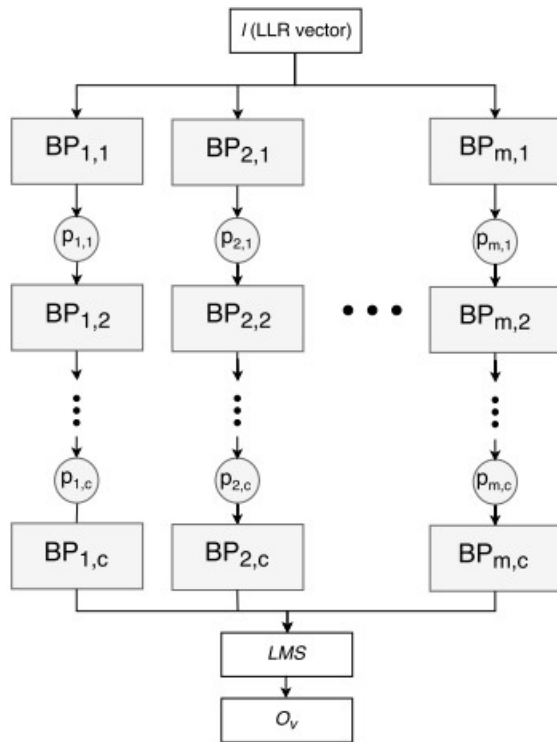 l (LLR vector)
BP1,1 BP2,1 BPm,1
p1,1 p2,1 pm,1
BP1,2 BP2,2 BPm,2
p1,c p2,c pm,c
BP1,c BP2,c BPm,c
LMS
Ov